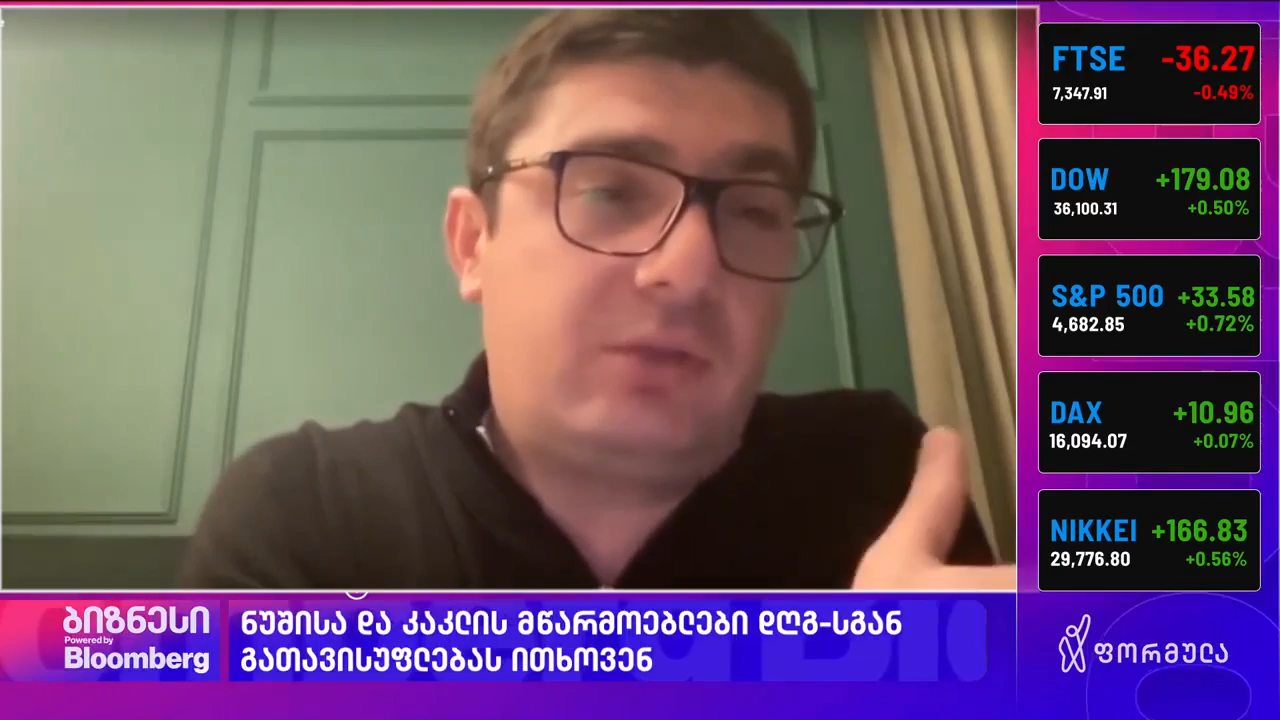 FTSE -36.27
7,347.91 -0.49%
DOW +179.08
36,100.31 +0.50%
S&P 500 +33.58
4,682.85 +0.72%
DAX +10.96
16,094.07 +0.07%
NIKKEI +166.83
29,776.80 +0.56%
ბიზნესი
Powered by
Bloomberg
ნუშისა და კაკლის მწარმოებლები დღგ-სგან
გათავისუფლებას ითხოვენ
ფორმულა